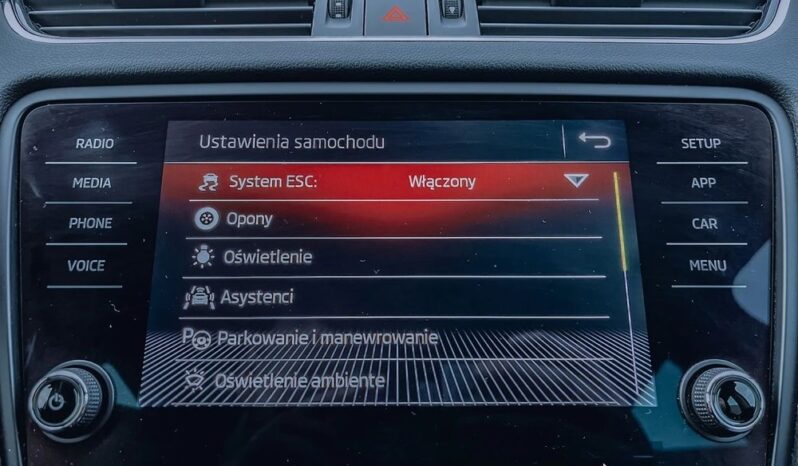 RADIO
MEDIA
PHONE
VOICE
Ustawienia samochodu
System ESC: Włączony
Opony
Oświetlenie
Asystenci
P Parkowanie i manewrowanie
Oświetlenie ambiente
SETUP
APP
CAR
MENU